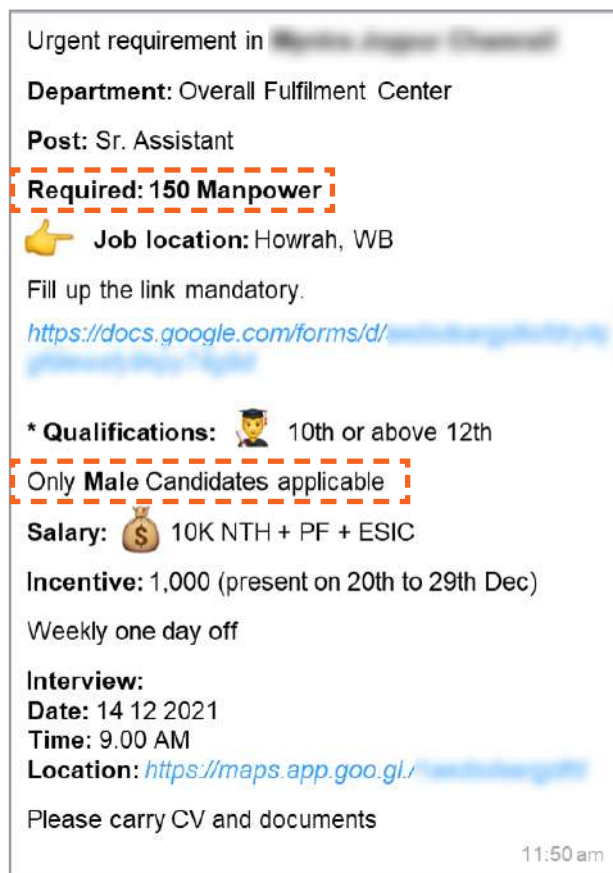 Urgent requirement in
Department: Overall Fulfilment Center
Post: Sr. Assistant
Required: 150 Manpower
Job location: Howrah, WB
Fill up the link mandatory.
https://docs.google.com/forms/d/
* Qualifications: 10th or above 12th
Only Male Candidates applicable
Salary: 10K NTH + PF + ESIC
Incentive: 1,000 (present on 20th to 29th Dec)
Weekly one day off
Interview:
Date: 14 12 2021
Time: 9.00 AM
Location: https://maps.app.goo.gl./
Please carry CV and documents
11:50 am